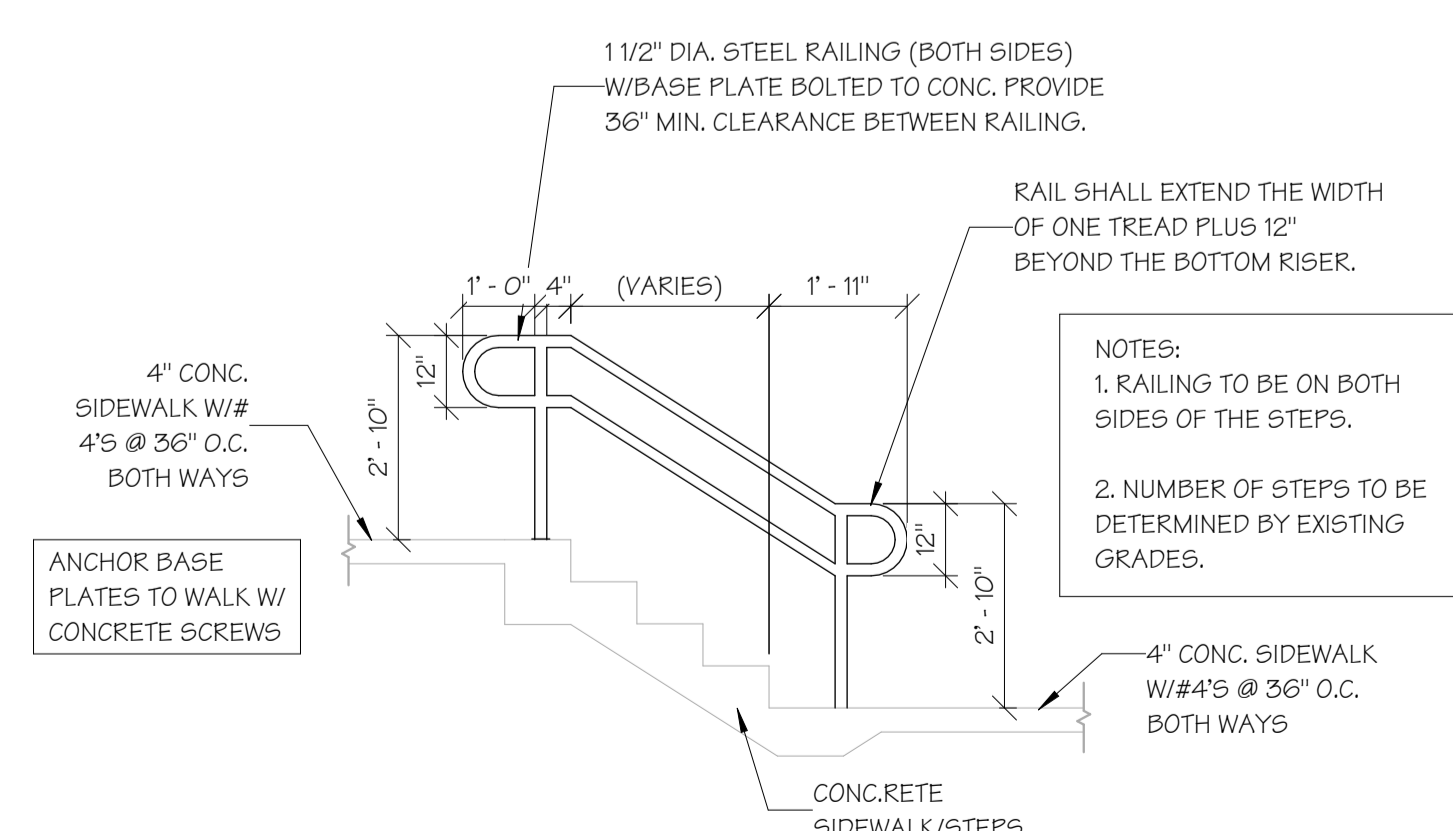 1 1/2" DIA. STEEL RAILING (BOTH SIDES)
W/BASE PLATE BOLTED TO CONC. PROVIDE
36" MIN. CLEARANCE BETWEEN RAILING.
RAIL SHALL EXTEND THE WIDTH
OF ONE TREAD PLUS 12"
BEYOND THE BOTTOM RISER.
1' - 0"
4"
(VARIES)
1' - 11"
NOTES:
1. RAILING TO BE ON BOTH
SIDES OF THE STEPS.
2. NUMBER OF STEPS TO BE
DETERMINED BY EXISTING
GRADES.
4" CONC.
SIDEWALK W/#
4'S @ 36" O.C.
BOTH WAYS
12"
2' - 10"
ANCHOR BASE
PLATES TO WALK W/
CONCRETE SCREWS
12"
2' - 10"
4" CONC. SIDEWALK
W/#4'S @ 36" O.C.
BOTH WAYS
CONC.RETE
SIDEWALK/STEPS